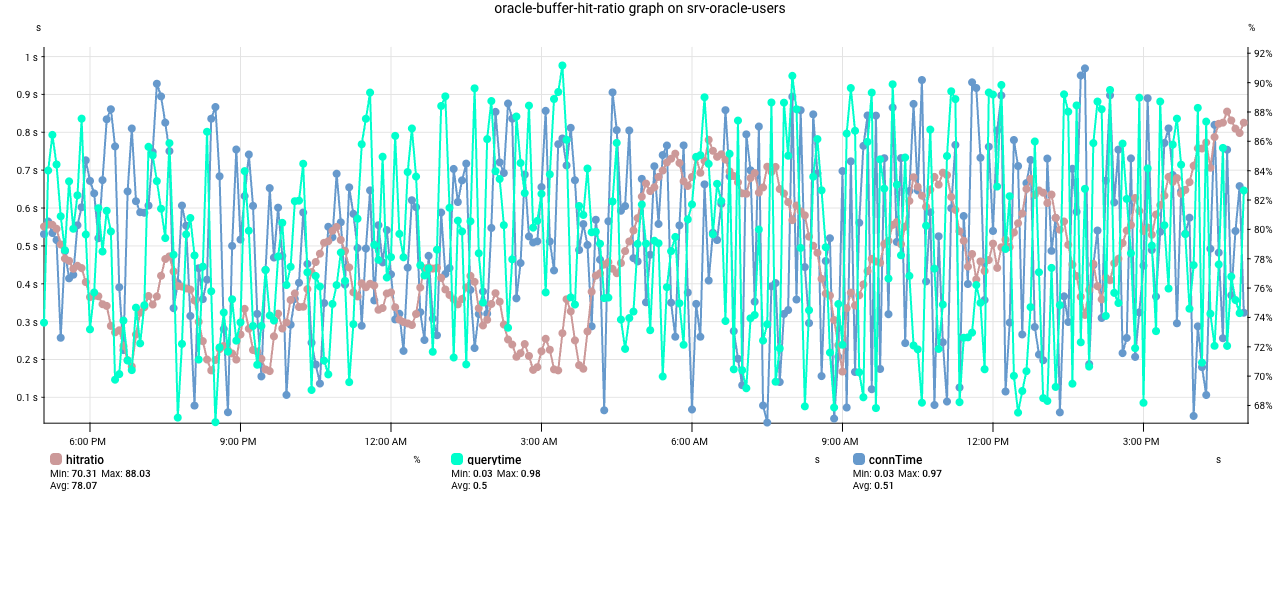 oracle-buffer-hit-ratio graph on srv-oracle-users
s %
1 s 92%
0.9 s 90%
0.8 s 88%
0.7 s 86%
0.6 s 84%
0.5 s 82%
0.4 s 80%
0.3 s 78%
0.2 s 76%
0.1 s 74%
72%
70%
68%
6:00 PM 9:00 PM 12:00 AM 3:00 AM 6:00 AM 9:00 AM 12:00 PM 3:00 PM
hitratio % querytime s connTime s
Min: 70.31 Max: 88.03 Min: 0.03 Max: 0.98 Min: 0.03 Max: 0.97
Avg: 78.07 Avg: 0.5 Avg: 0.51